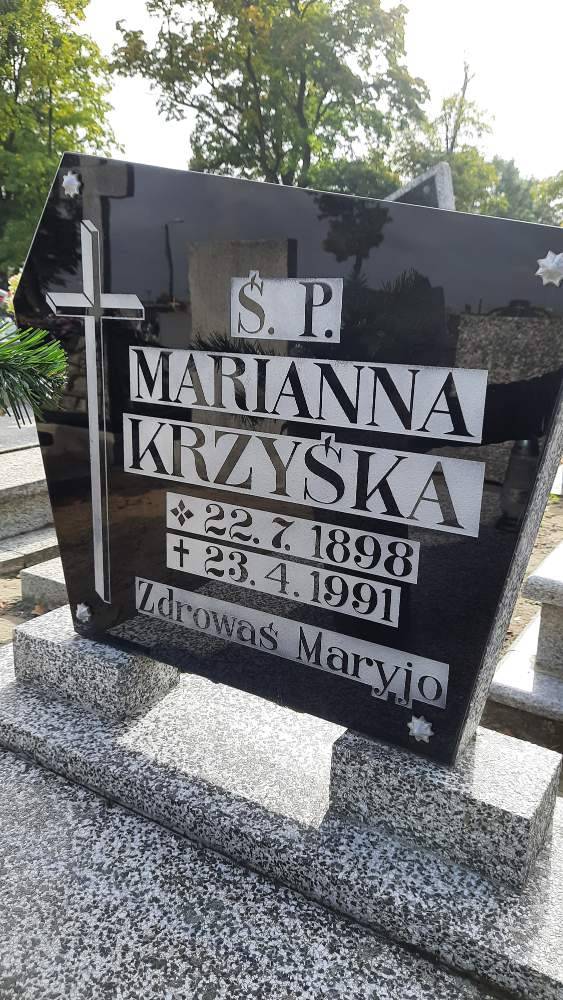 Ś. P.
MARIANNA
KRZYŚKA
22. 7. 1898
✝ 23. 4. 1991
Zdrowaś Maryjo